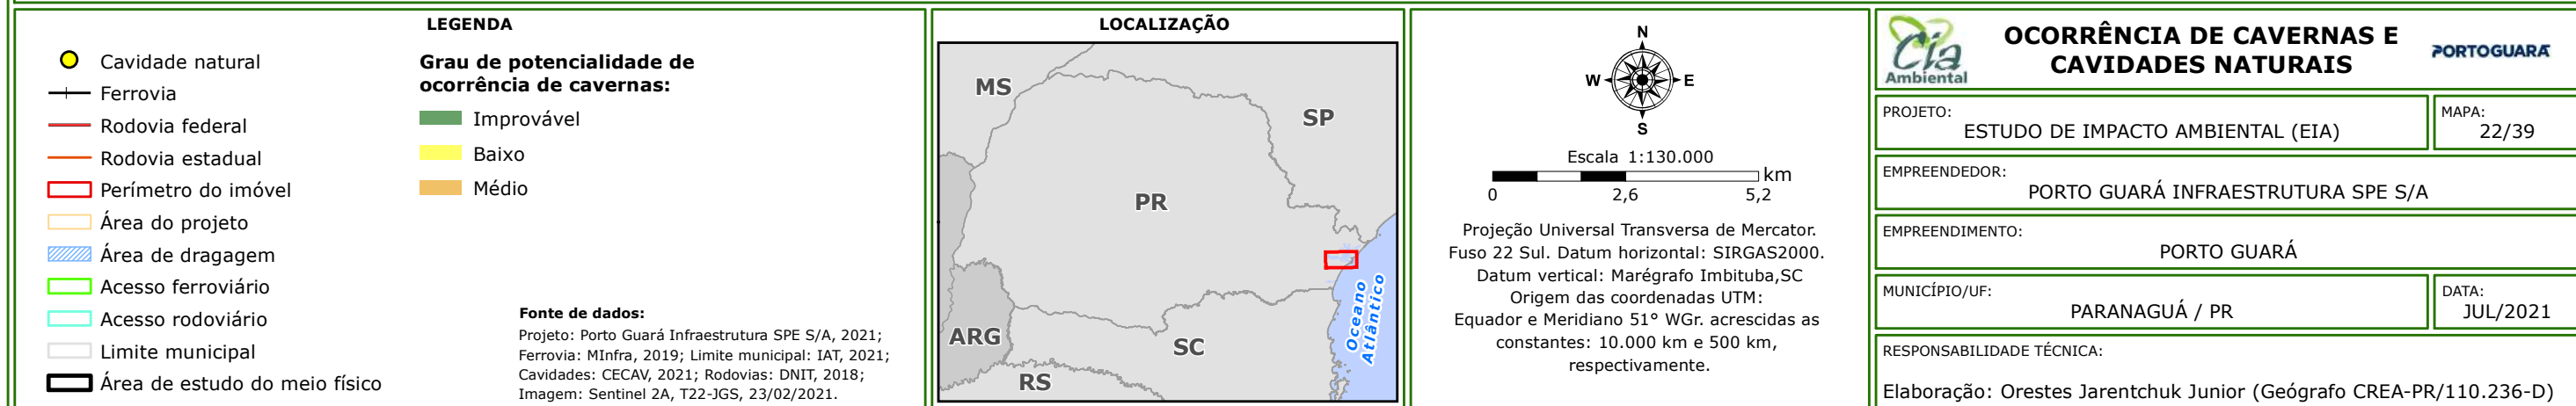 LEGENDA
Cavidade natural
Ferrovia
Rodovia federal
Rodovia estadual
Perímetro do imóvel
Área do projeto
Área de dragagem
Acesso ferroviário
Acesso rodoviário
Limite municipal
Área de estudo do meio físico
Grau de potencialidade de
ocorrência de cavernas:
Improvável
Baixo
Médio
Fonte de dados:
Projeto: Porto Guará Infraestrutura SPE S/A, 2021;
Ferrovia: MInfra, 2019; Limite municipal: IAT, 2021;
Cavidades: CECAV, 2021; Rodovias: DNIT, 2018;
Imagem: Sentinel 2A, T22-JGS, 23/02/2021.
LOCALIZAÇÃO
MS
SP
PR
ARG
SC
RS
Oceano
Atlântico
N
W
E
S
Escala 1:130.000
km
0
2,6
5,2
Projeção Universal Transversa de Mercator.
Fuso 22 Sul. Datum horizontal: SIRGAS2000.
Datum vertical: Marégrafo Imbituba,SC
Origem das coordenadas UTM:
Equador e Meridiano 51° WGr. acrescidas as
constantes: 10.000 km e 500 km,
respectivamente.
Cia
Ambiental
OCORRÊNCIA DE CAVERNAS E
CAVIDADES NATURAIS
PORTOGUARÁ
PROJETO:
ESTUDO DE IMPACTO AMBIENTAL (EIA)
MAPA:
22/39
EMPREENDEDOR:
PORTO GUARÁ INFRAESTRUTURA SPE S/A
EMPREENDIMENTO:
PORTO GUARÁ
MUNICÍPIO/UF:
PARANAGUÁ / PR
DATA:
JUL/2021
RESPONSABILIDADE TÉCNICA:
Elaboração: Orestes Jarentchuk Junior (Geógrafo CREA-PR/110.236-D)